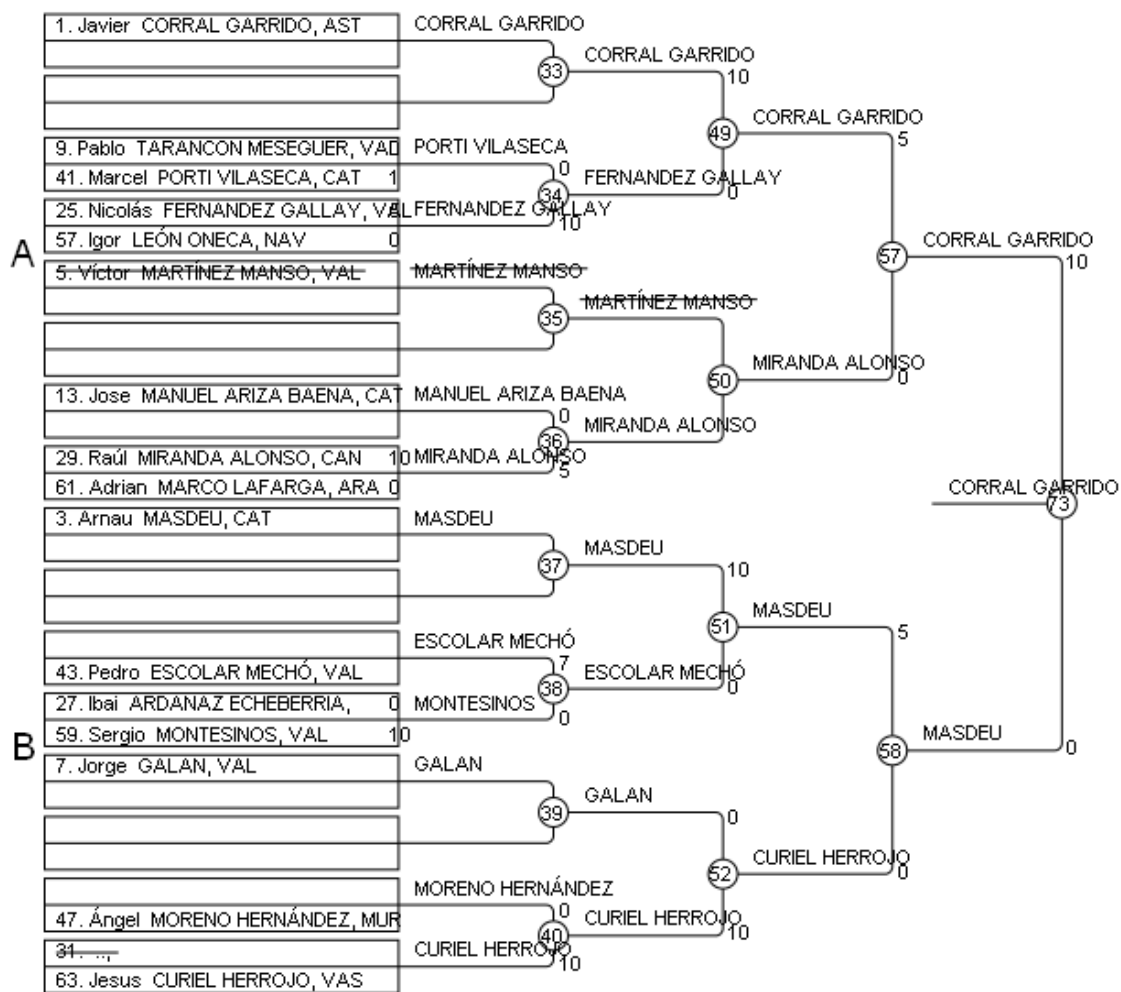 1. Javier CORRAL GARRIDO, AST
CORRAL GARRIDO
33
CORRAL GARRIDO
10
49
CORRAL GARRIDO
5
9. Pablo TARANCON MESEGUER, VAD
PORTI VILASECA
0
41. Marcel PORTI VILASECA, CAT 1
34
FERNANDEZ GALLAY
0
25. Nicolás FERNANDEZ GALLAY, VAL
FERNANDEZ GALLAY
10
57. Igor LEÓN ONECA, NAV 0
A
57
CORRAL GARRIDO
10
5. Víctor MARTÍNEZ MANSO, VAL
MARTÍNEZ MANSO
35
MARTÍNEZ MANSO
50
MIRANDA ALONSO
0
13. Jose MANUEL ARIZA BAENA, CAT
MANUEL ARIZA BAENA
0
36
MIRANDA ALONSO
29. Raúl MIRANDA ALONSO, CAN 10
MIRANDA ALONSO
5
61. Adrian MARCO LAFARGA, ARA 0
CORRAL GARRIDO
73
3. Arnau MASDEU, CAT
MASDEU
37
MASDEU
10
51
MASDEU
5
ESCOLAR MECHÓ
7
43. Pedro ESCOLAR MECHÓ, VAL
38
ESCOLAR MECHÓ
0
27. Ibai ARDANAZ ECHEBERRIA, 0
MONTESINOS
0
59. Sergio MONTESINOS, VAL 10
B
58
MASDEU
0
7. Jorge GALAN, VAL
GALAN
39
GALAN
0
52
CURIEL HERROJO
0
MORENO HERNÁNDEZ
0
47. Ángel MORENO HERNÁNDEZ, MUR
40
CURIEL HERROJO
10
31. ..,
CURIEL HERROJO
10
63. Jesus CURIEL HERROJO, VAS